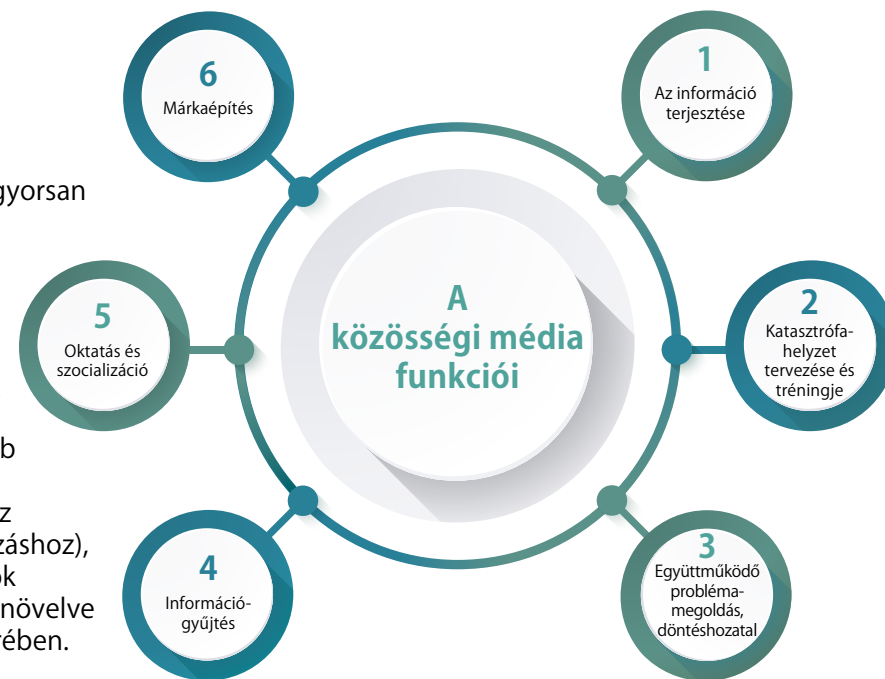 gyorsan
b
z
záshoz),
ok
növelve
rében.
A
közösségi média
funkciói
1
Az információ
terjesztése
2
Katasztrófa-
helyzet
tervezése és
tréningje
3
Együttműködő
probléma-
megoldás,
döntéshozatal
4
Információ-
gyűjtés
5
Oktatás és
szocializáció
6
Márkaépítés